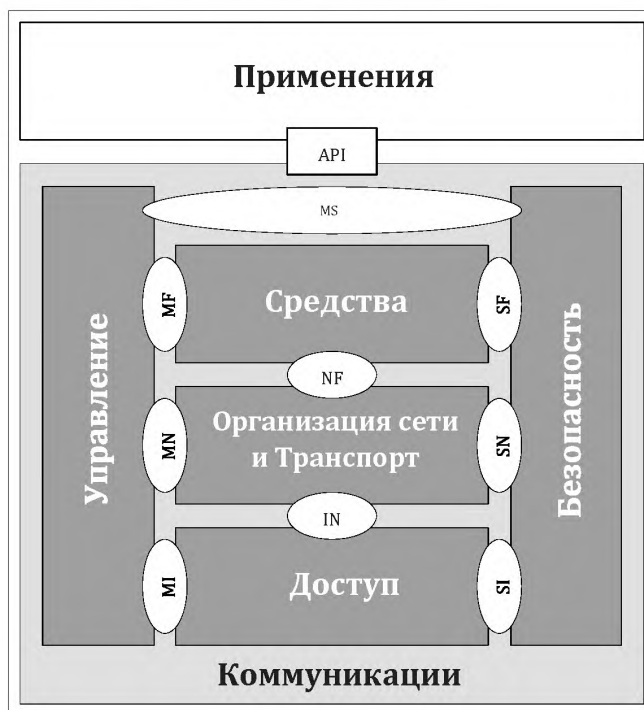 Применения
API
MS
Управление
MF
Средства
SF
Безопасность
NF
MN
Организация сети
и Транспорт
SN
IN
MI
Доступ
SI
Коммуникации